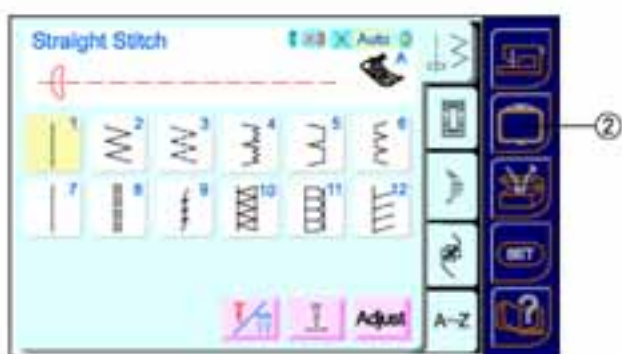 Straight Stitch
Auto
A
1 2 3 4 5 6
7 8 9 10 11 12
Adjust
A~Z
SET
?
②